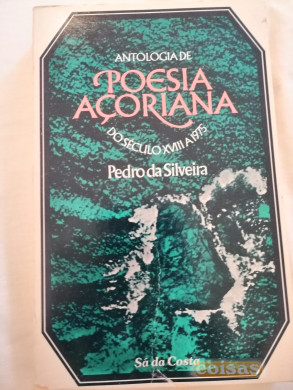 ANTOLOGIA DE
POESIA
AÇORIANA
DO SÉCULO XVIII A 1975
Pedro da Silveira
Sá da Costa
ebisas